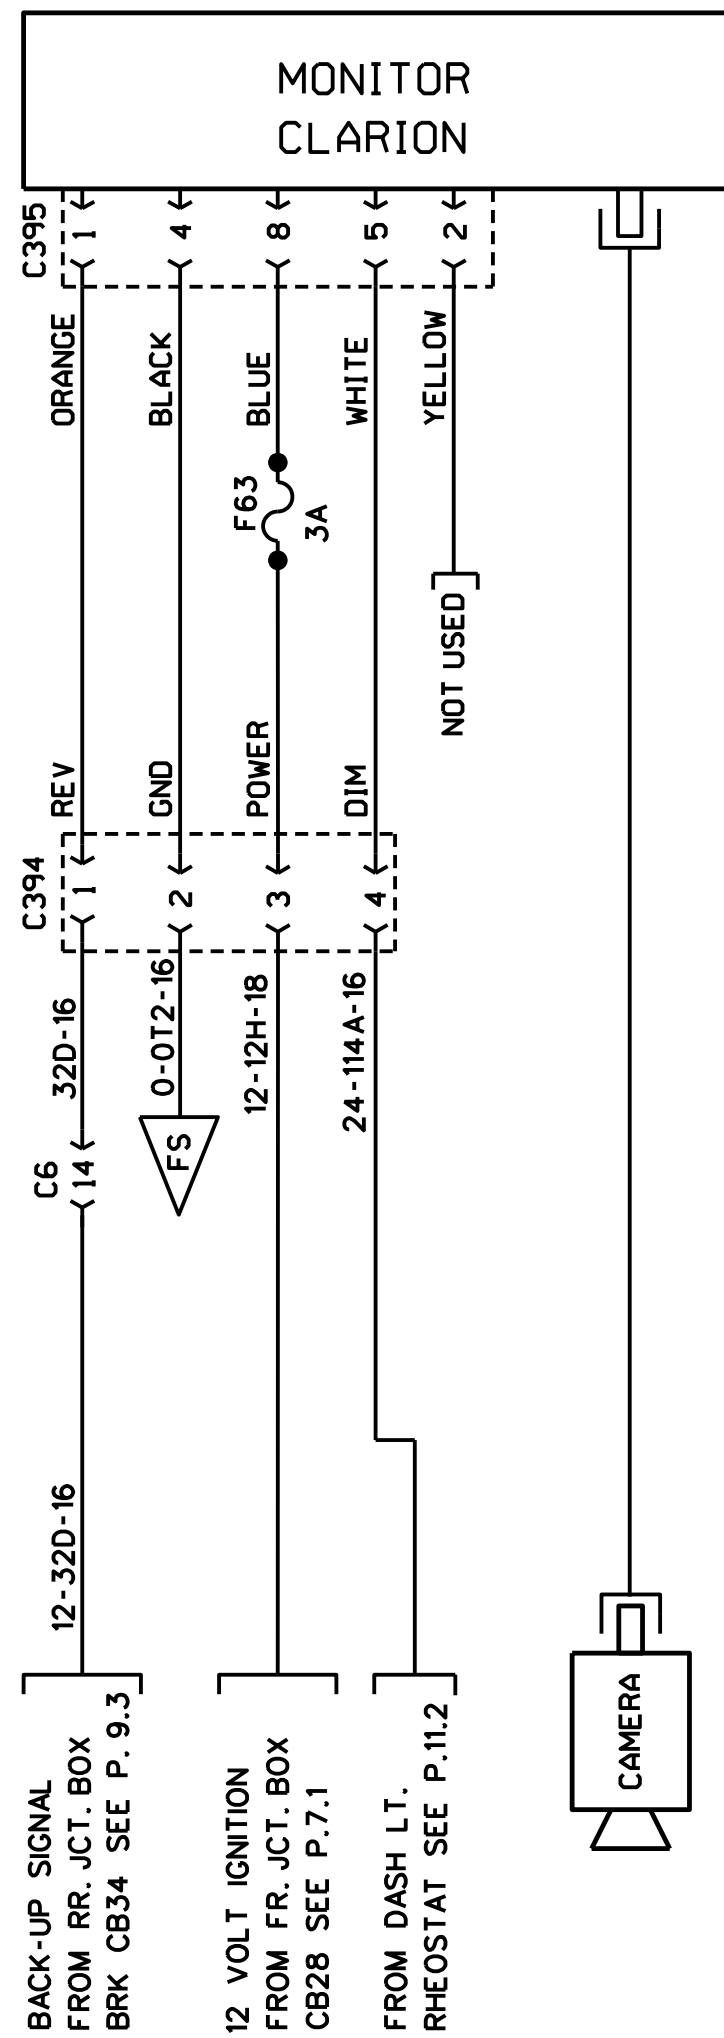 MONITOR
CLARION
C395
1
4
8
5
2
ORANGE
BLACK
BLUE
WHITE
YELLOW
F63
3A
NOT USED
REV
GND
POWER
DIM
C394
1
2
3
4
32D-16
0-0T2-16
12-12H-18
24-114A-16
C6
14
FS
12-32D-16
BACK-UP SIGNAL
FROM RR. JCT. BOX
BRK CB34 SEE P. 9.3
12 VOLT IGNITION
FROM FR. JCT. BOX
CB28 SEE P.7.1
FROM DASH LT.
RHEOSTAT SEE P.11.2
CAMERA